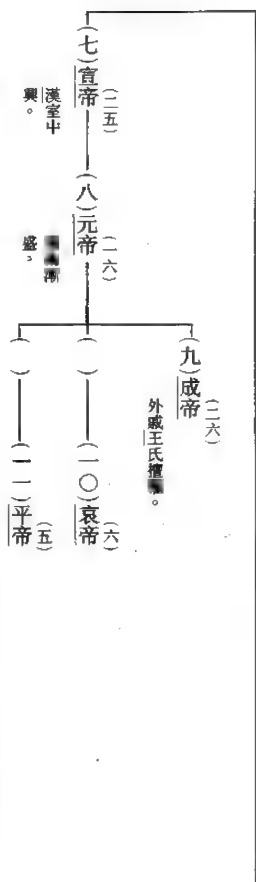 (七)宣帝
(二五)
漢室中
興。
(八)元帝
(一六)
漸
盛。
(九)成帝
(二六)
外戚王氏擅。
( )
(一〇)哀帝
(六)
( )
(一一)平帝
(五)